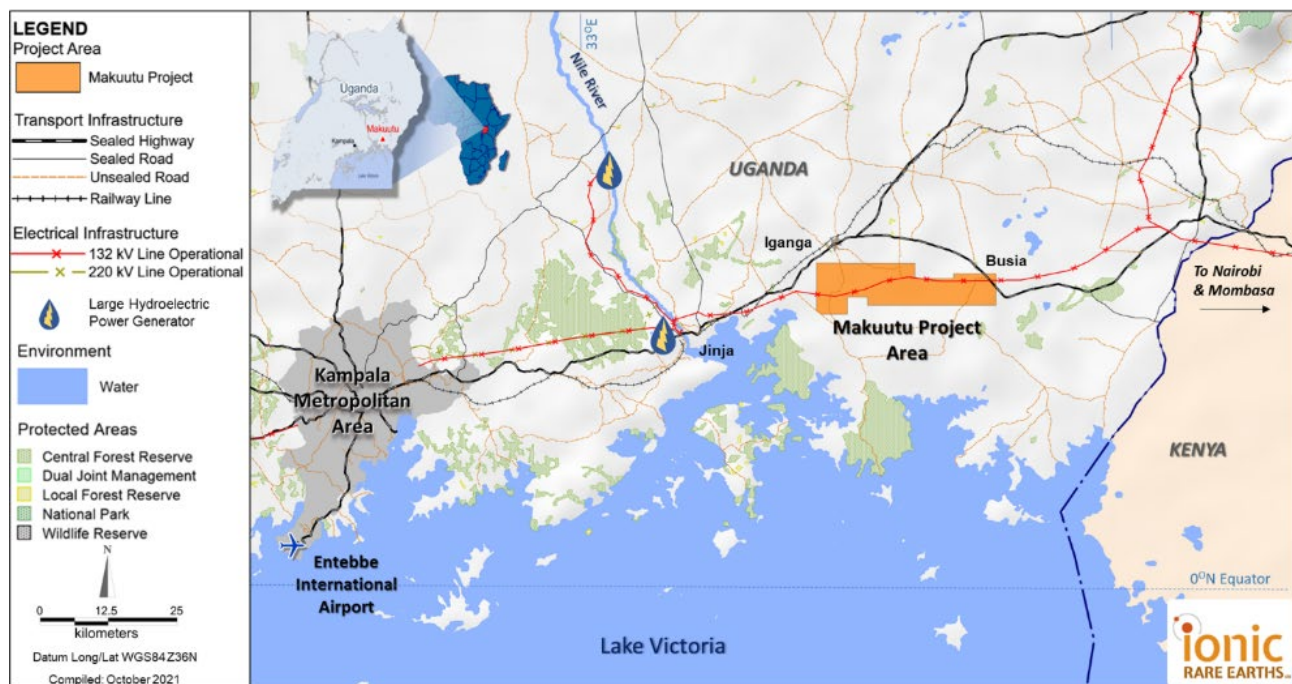 LEGEND
Project Area
Makuutu Project
Transport Infrastructure
Sealed Highway
Sealed Road
Unsealed Road
Railway Line
Electrical Infrastructure
132 kV Line Operational
220 kV Line Operational
Large Hydroelectric
Power Generator
Environment
Water
Protected Areas
Central Forest Reserve
Dual Joint Management
Local Forest Reserve
National Park
Wildlife Reserve
N
0 12.5 25
kilometers
Datum Long/Lat WGS84Z36N
Compiled: October 2021
Uganda
Makuutu
Kampala
Lake Victoria
33°E
Nile River
UGANDA
Iganga
Busia
To Nairobi
& Mombasa
Makuutu Project
Area
Jinja
Kampala
Metropolitan
Area
KENYA
Entebbe
International
Airport
0°N Equator
Lake Victoria
ionic
RARE EARTHS